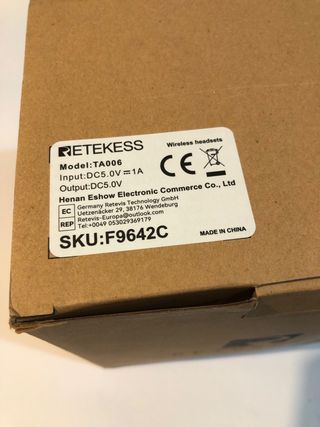 RETEKESS
Wireless headsets
Model:TA006
Input:DC5.0V⎓1A
Output:DC5.0V
CE
Henan Eshow Electronic Commerce Co., Ltd
EC REP
Germany Retevis Technology GmbH
Uetzenäcker 29, 38176 Wendeburg
Retevis-Europa@outlook.com
Tel:+0049 053029369179
SKU:F9642C
MADE IN CHINA